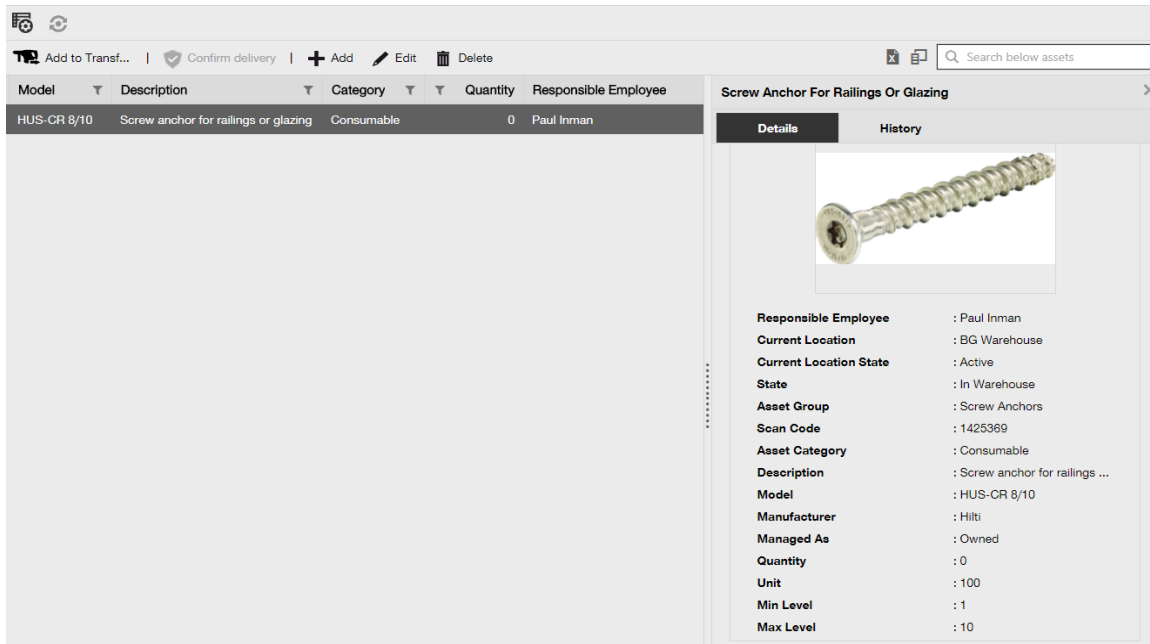 Add to Transf... | Confirm delivery | Add Edit Delete
Search below assets
Model Description Category Quantity Responsible Employee
HUS-CR 8/10 Screw anchor for railings or glazing Consumable 0 Paul Inman
Screw Anchor For Railings Or Glazing
Details History
Responsible Employee : Paul Inman
Current Location : BG Warehouse
Current Location State : Active
State : In Warehouse
Asset Group : Screw Anchors
Scan Code : 1425369
Asset Category : Consumable
Description : Screw anchor for railings ...
Model : HUS-CR 8/10
Manufacturer : Hilti
Managed As : Owned
Quantity : 0
Unit : 100
Min Level : 1
Max Level : 10